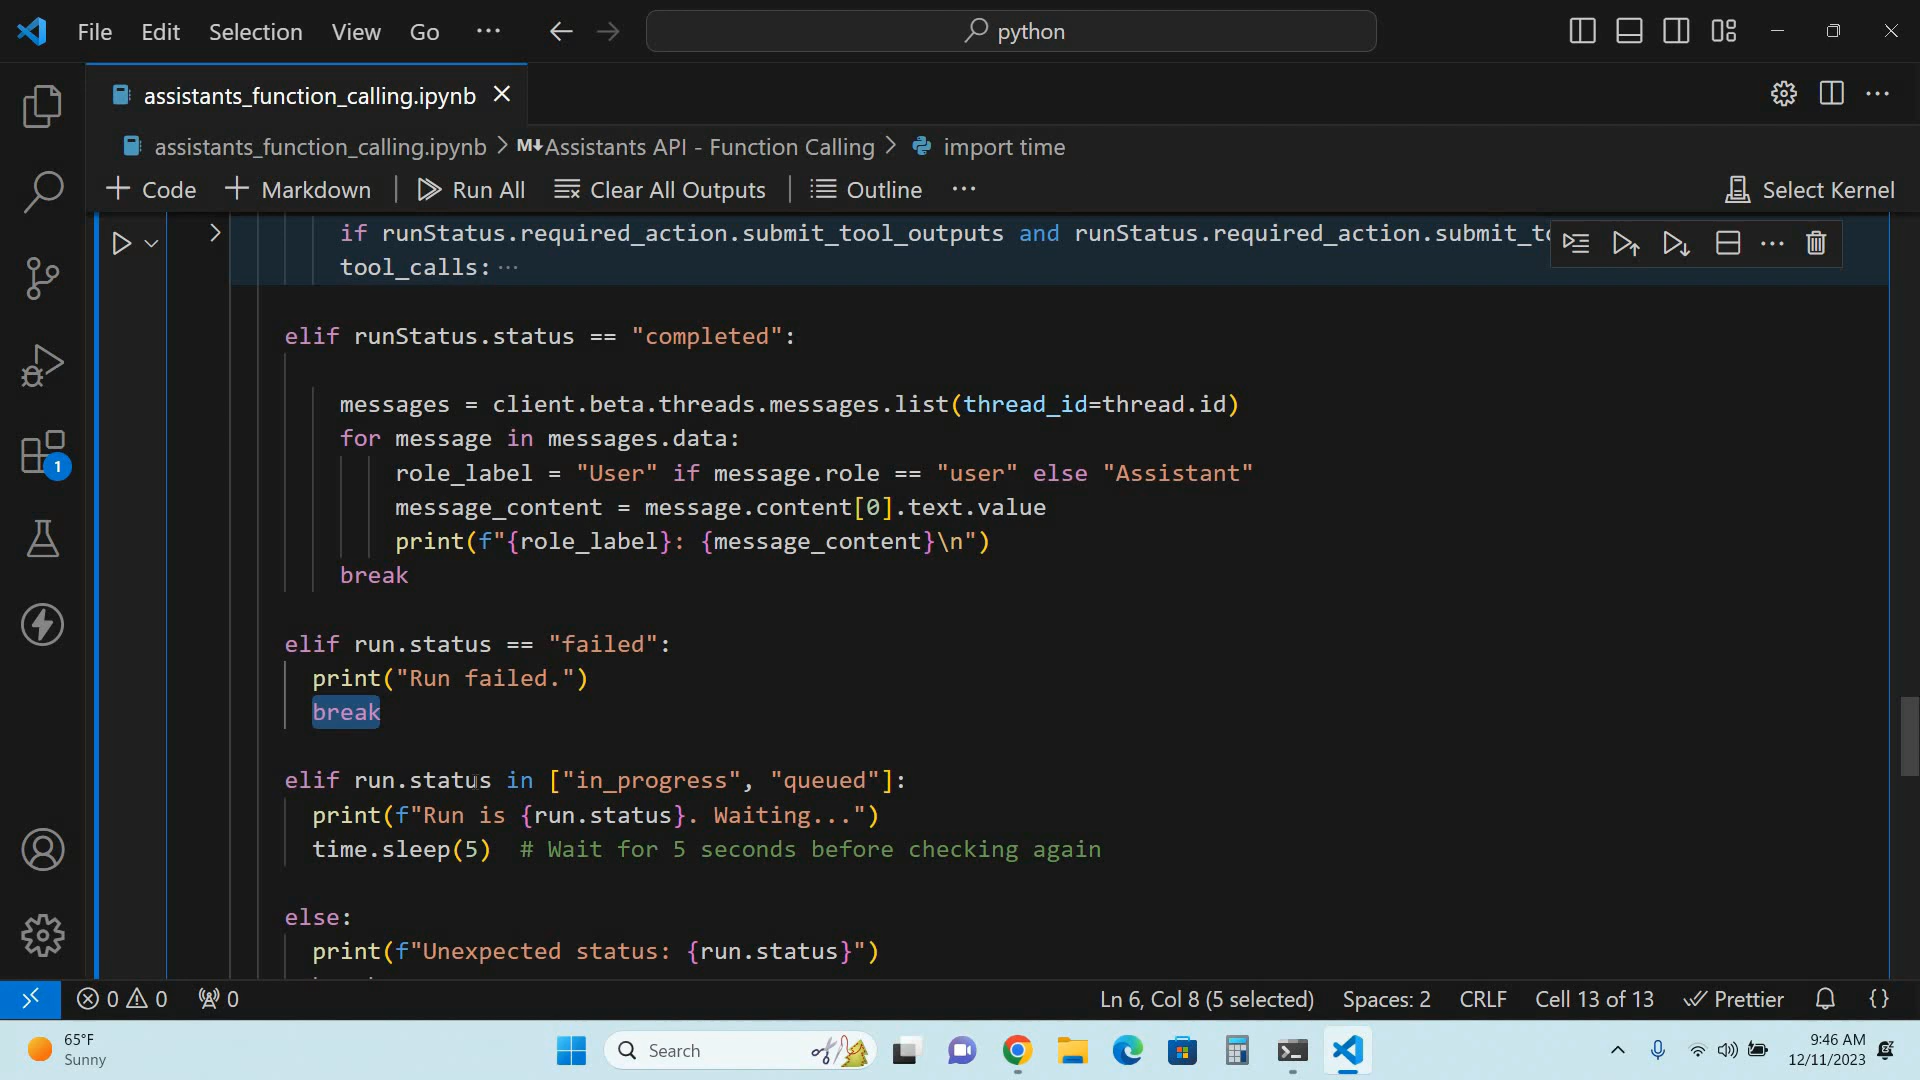 File Edit Selection View Go ··· python
assistants_function_calling.ipynb
assistants_function_calling.ipynb > M↓ Assistants API - Function Calling > import time
+ Code + Markdown | Run All Clear All Outputs | Outline ··· Select Kernel
if runStatus.required_action.submit_tool_outputs and runStatus.required_action.submit_to
tool_calls: ···
elif runStatus.status == "completed":
messages = client.beta.threads.messages.list(thread_id=thread.id)
for message in messages.data:
role_label = "User" if message.role == "user" else "Assistant"
message_content = message.content[0].text.value
print(f"{role_label}: {message_content}\n")
break
elif run.status == "failed":
print("Run failed.")
break
elif run.status in ["in_progress", "queued"]:
print(f"Run is {run.status}. Waiting...")
time.sleep(5) # Wait for 5 seconds before checking again
else:
print(f"Unexpected status: {run.status}")
1
0 0 0 Ln 6, Col 8 (5 selected) Spaces: 2 CRLF Cell 13 of 13 Prettier {}
65°F
Sunny
Search
9:46 AM
12/11/2023